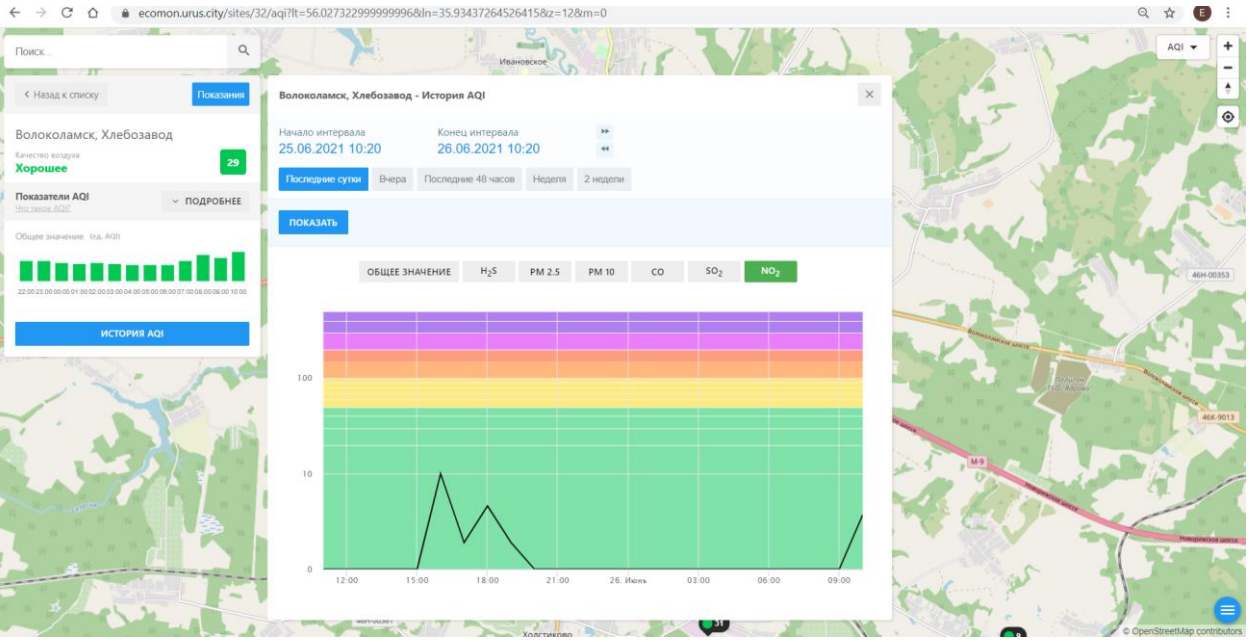 ecomon.urus.city/sites/32/aqi?lt=56.027322999999996&ln=35.93437264526415&z=12&m=0
E
Поиск...
AQI
Ивановское
Назад к списку
Показания
Волоколамск, Хлебозавод
Качество воздуха
Хорошее
29
Показатели AQI
Что такое AQI?
ПОДРОБНЕЕ
Общее значение (ед. AQI)
22:00 23:00 00:00 01:00 02:00 03:00 04:00 05:00 06:00 07:00 08:00 09:00 10:00
ИСТОРИЯ AQI
Волоколамск, Хлебозавод - История AQI
Начало интервала
Конец интервала
25.06.2021 10:20
26.06.2021 10:20
Последние сутки
Вчера
Последние 48 часов
Неделя
2 недели
ПОКАЗАТЬ
ОБЩЕЕ ЗНАЧЕНИЕ
H₂S
PM 2.5
PM 10
CO
SO₂
NO₂
100
10
0
12:00
15:00
18:00
21:00
26. Июнь
03:00
06:00
09:00
46Н-00353
Волоколамское шоссе
Полигон
ТБО "Ядрово"
46К-9013
М-9
Новорижское шоссе
Новорижское шоссе
Холстиково
31
9
© OpenStreetMap contributors